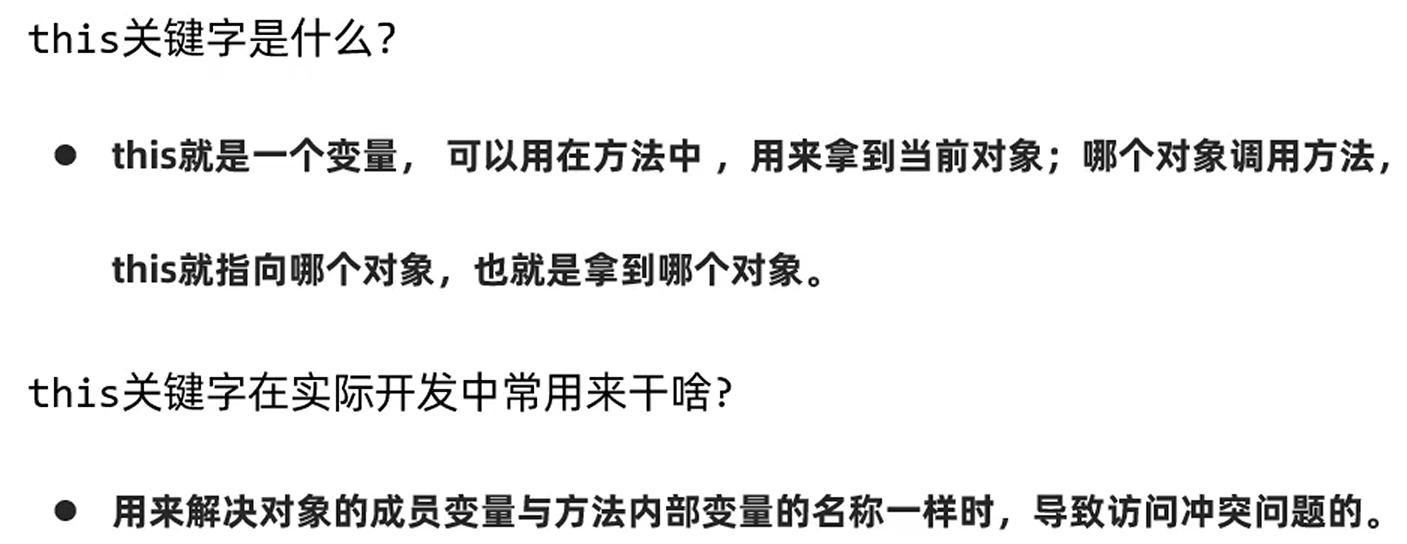 this关键字是什么?
● this就是一个变量， 可以用在方法中 ，用来拿到当前对象；哪个对象调用方法，
this就指向哪个对象，也就是拿到哪个对象。
this关键字在实际开发中常用来干啥?
● 用来解决对象的成员变量与方法内部变量的名称一样时，导致访问冲突问题的。